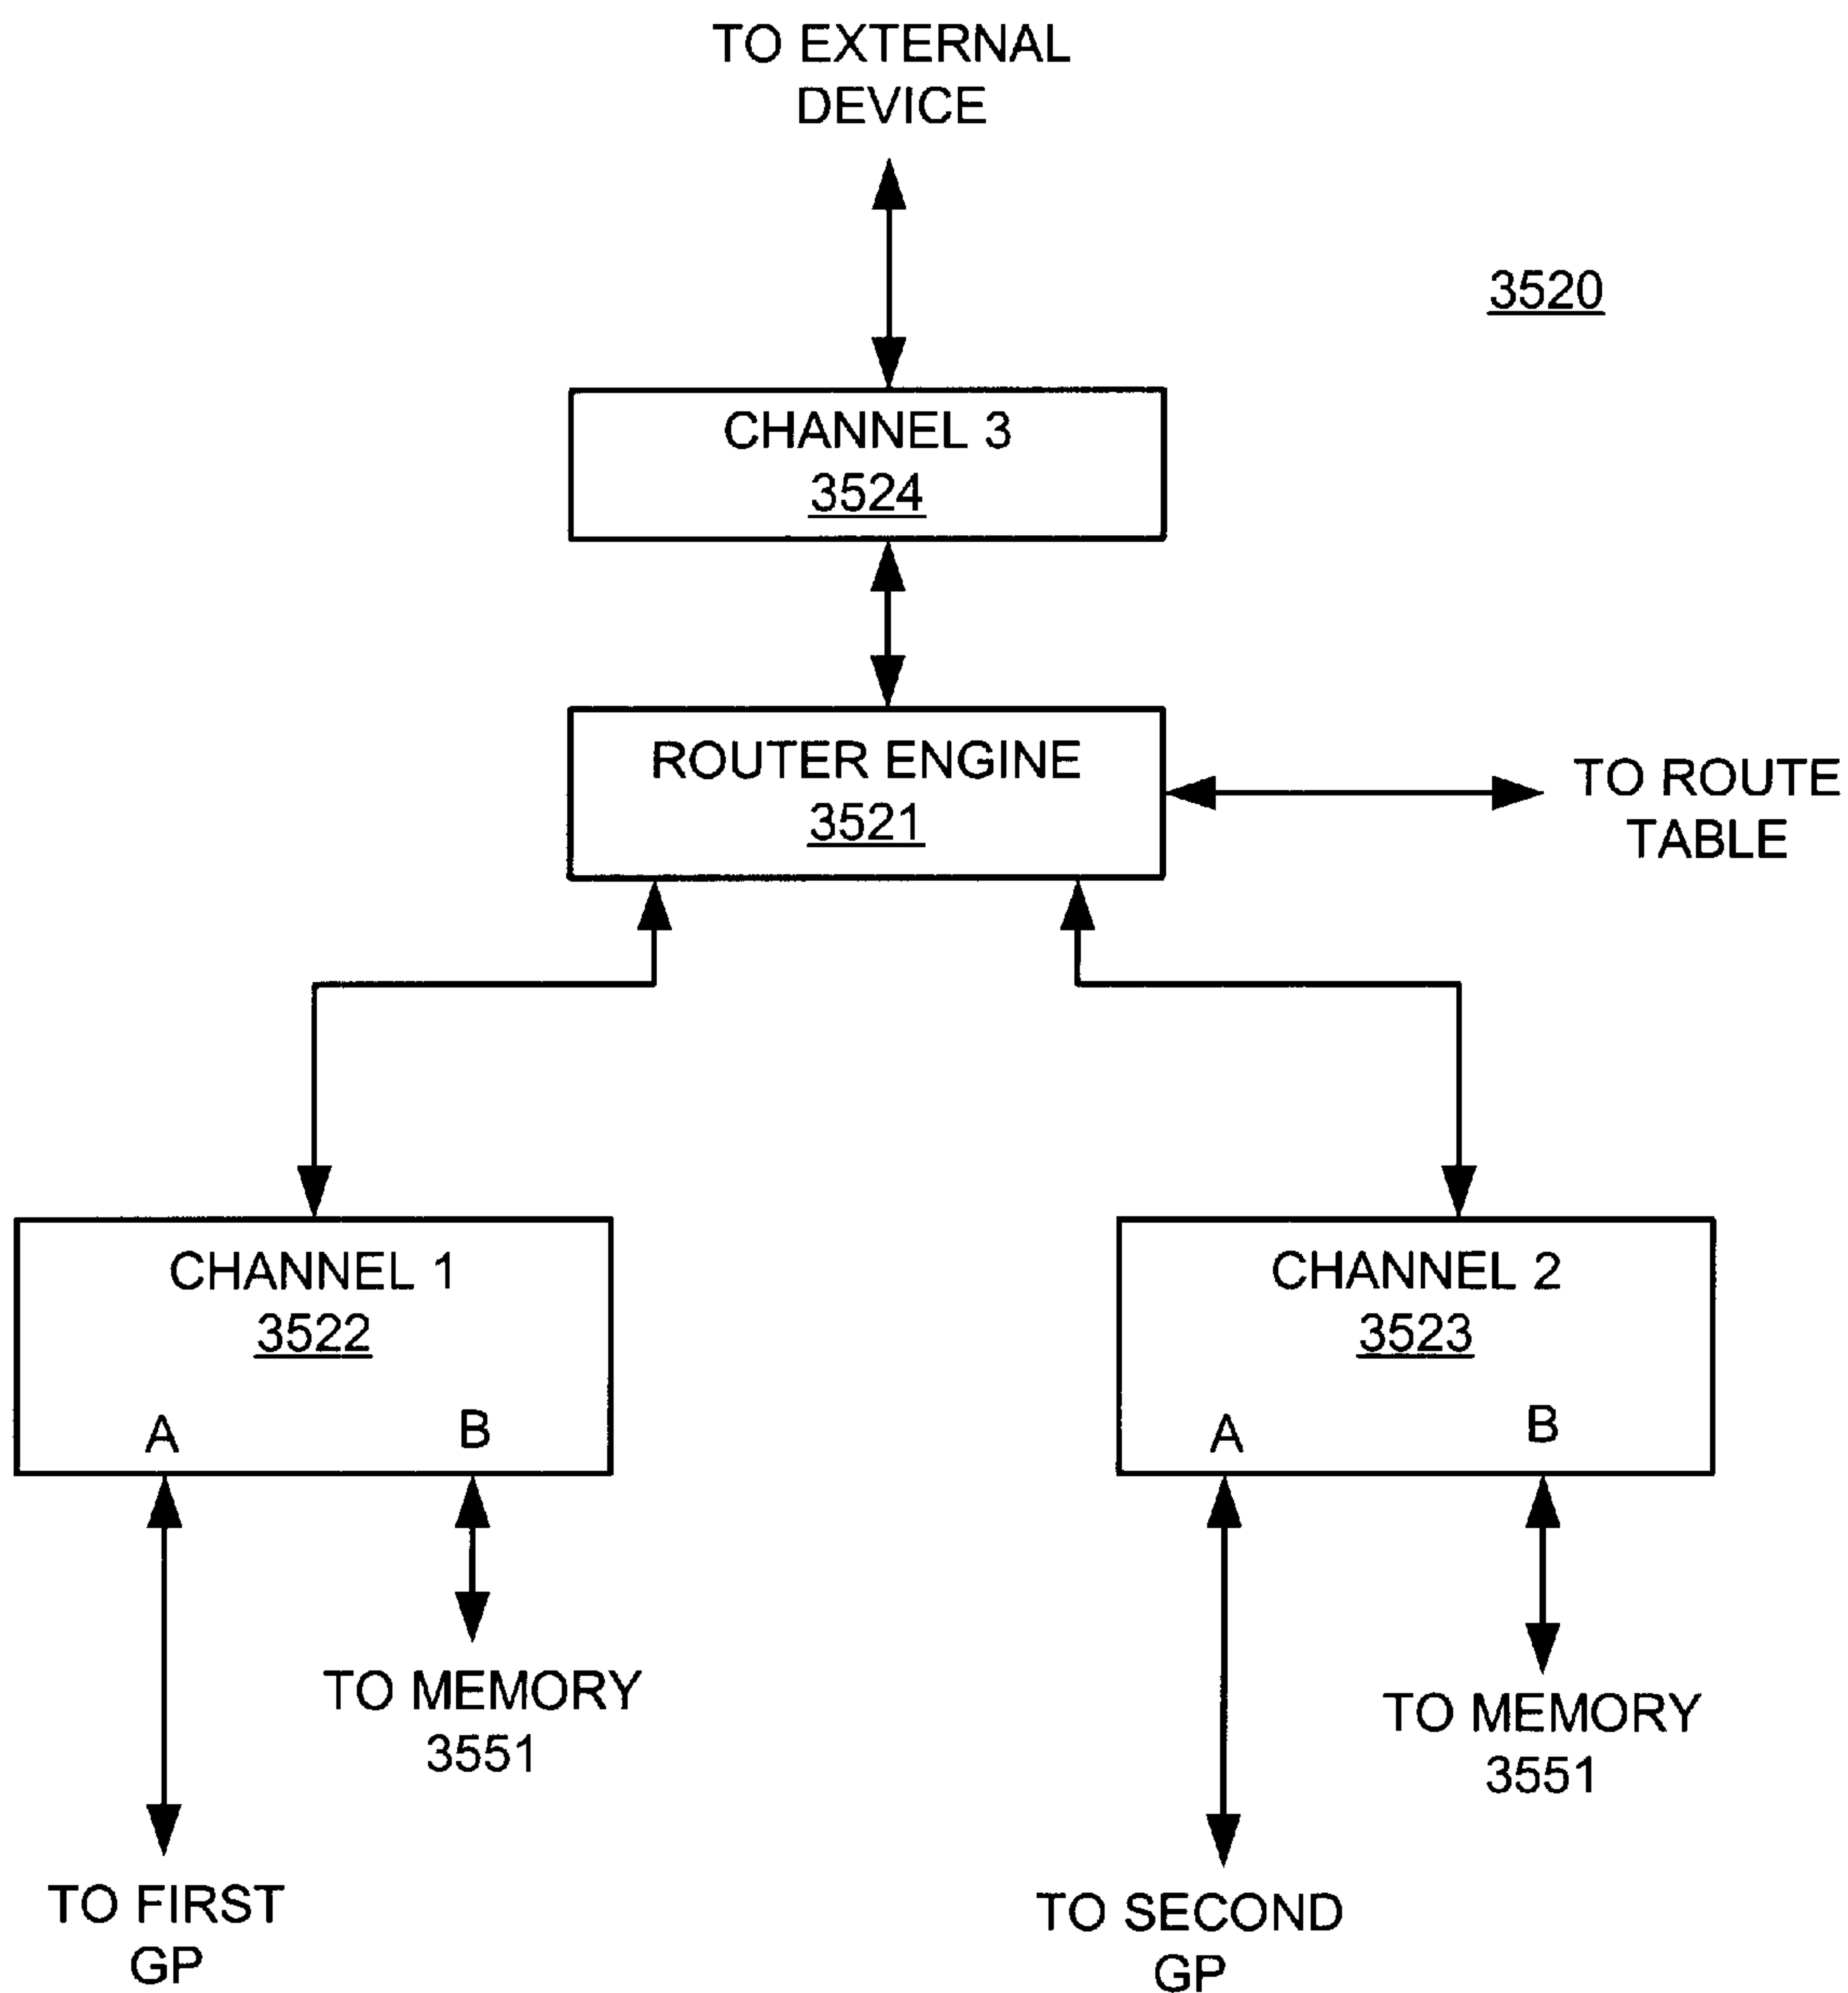 TO EXTERNAL
DEVICE
3520
CHANNEL 3
3524
ROUTER ENGINE
3521
TO ROUTE
TABLE
CHANNEL 1
3522
A
B
CHANNEL 2
3523
A
B
TO MEMORY
3551
TO MEMORY
3551
TO FIRST
GP
TO SECOND
GP